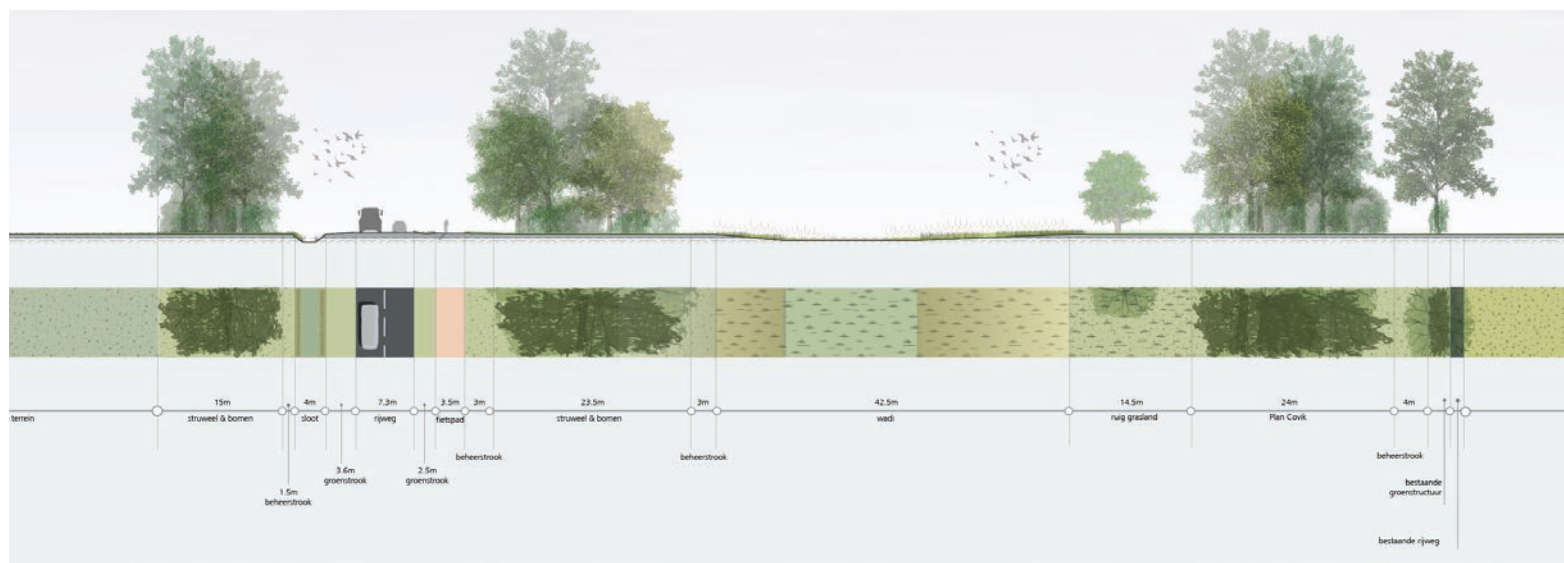 15m
4m
7.3m
3.5m
3m
23.5m
3m
42.5m
14.5m
24m
4m
terrein
struweel & bomen
sloot
rijweg
fietspad
struweel & bomen
wadi
ruig grasland
Plan Covik
beheerstrook
beheerstrook
beheerstrook
3.6m
groenstrook
2.5m
groenstrook
1.5m
beheerstrook
bestaande
groenstructuur
bestaande rijweg